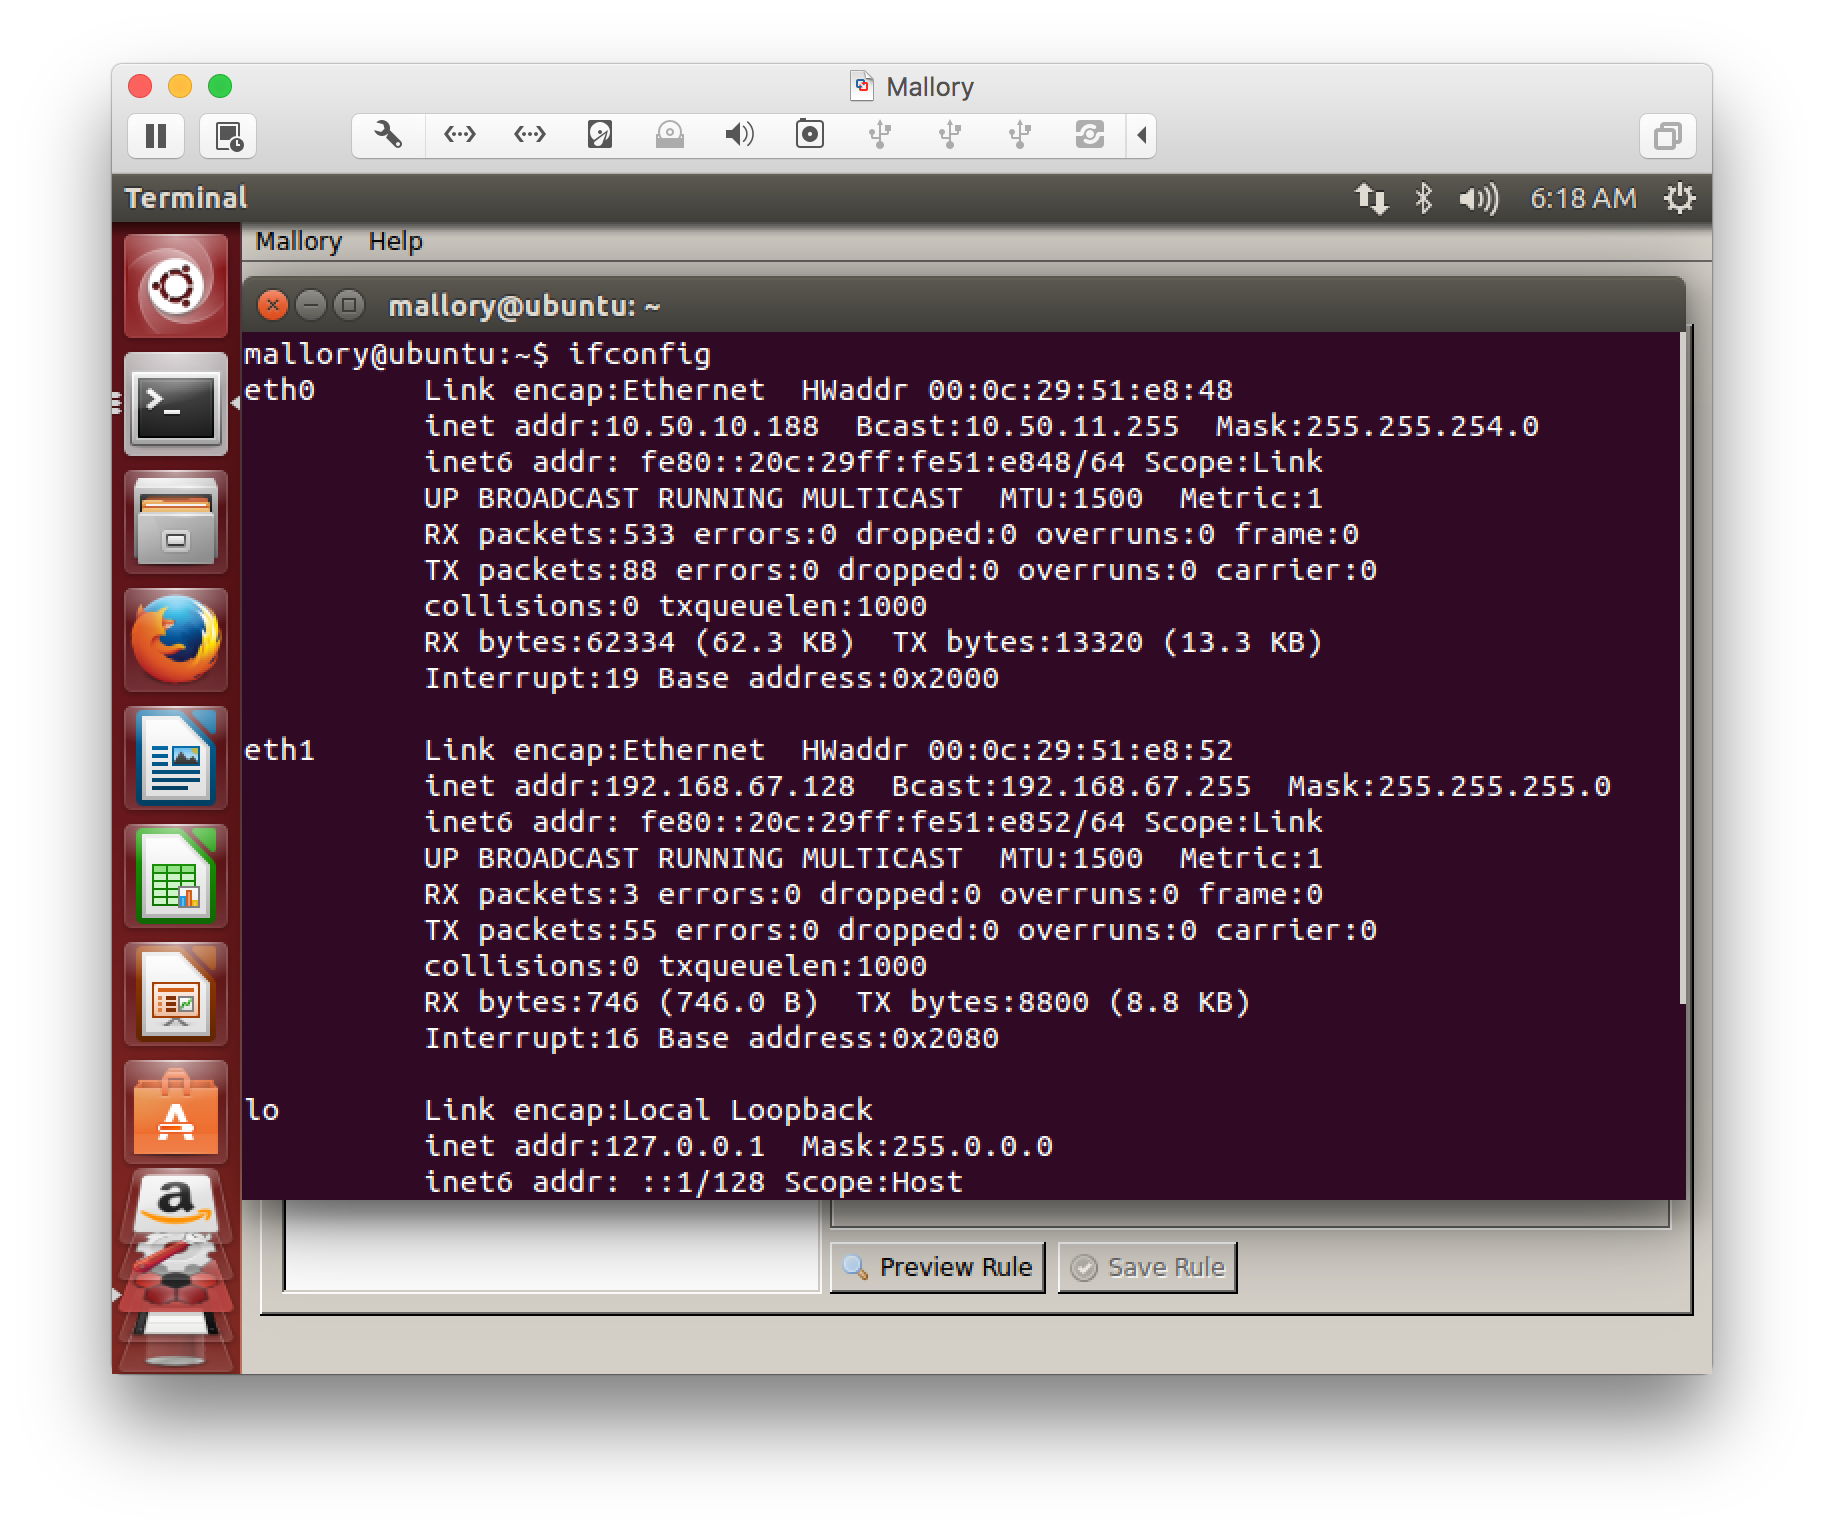 Mallory
Terminal
6:18 AM
Mallory Help
mallory@ubuntu: ~
mallory@ubuntu:~$ ifconfig
eth0 Link encap:Ethernet HWaddr 00:0c:29:51:e8:48
inet addr:10.50.10.188 Bcast:10.50.11.255 Mask:255.255.254.0
inet6 addr: fe80::20c:29ff:fe51:e848/64 Scope:Link
UP BROADCAST RUNNING MULTICAST MTU:1500 Metric:1
RX packets:533 errors:0 dropped:0 overruns:0 frame:0
TX packets:88 errors:0 dropped:0 overruns:0 carrier:0
collisions:0 txqueuelen:1000
RX bytes:62334 (62.3 KB) TX bytes:13320 (13.3 KB)
Interrupt:19 Base address:0x2000
eth1 Link encap:Ethernet HWaddr 00:0c:29:51:e8:52
inet addr:192.168.67.128 Bcast:192.168.67.255 Mask:255.255.255.0
inet6 addr: fe80::20c:29ff:fe51:e852/64 Scope:Link
UP BROADCAST RUNNING MULTICAST MTU:1500 Metric:1
RX packets:3 errors:0 dropped:0 overruns:0 frame:0
TX packets:55 errors:0 dropped:0 overruns:0 carrier:0
collisions:0 txqueuelen:1000
RX bytes:746 (746.0 B) TX bytes:8800 (8.8 KB)
Interrupt:16 Base address:0x2080
lo Link encap:Local Loopback
inet addr:127.0.0.1 Mask:255.0.0.0
inet6 addr: ::1/128 Scope:Host
Preview Rule Save Rule